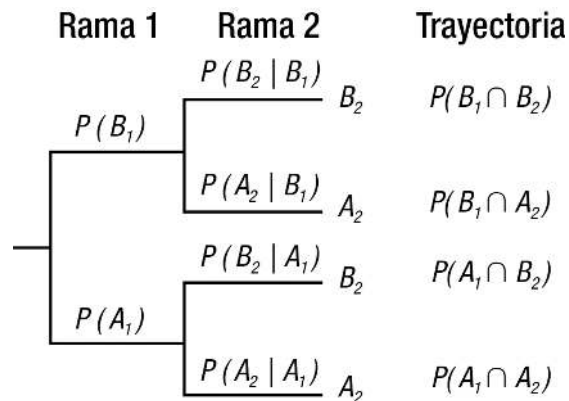 Rama 1 Rama 2 Trayectoria
P(B₂ | B₁) B₂ P(B₁ ∩ B₂)
P(B₁)
P(A₂ | B₁) A₂ P(B₁ ∩ A₂)
P(B₂ | A₁) B₂ P(A₁ ∩ B₂)
P(A₁)
P(A₂ | A₁) A₂ P(A₁ ∩ A₂)